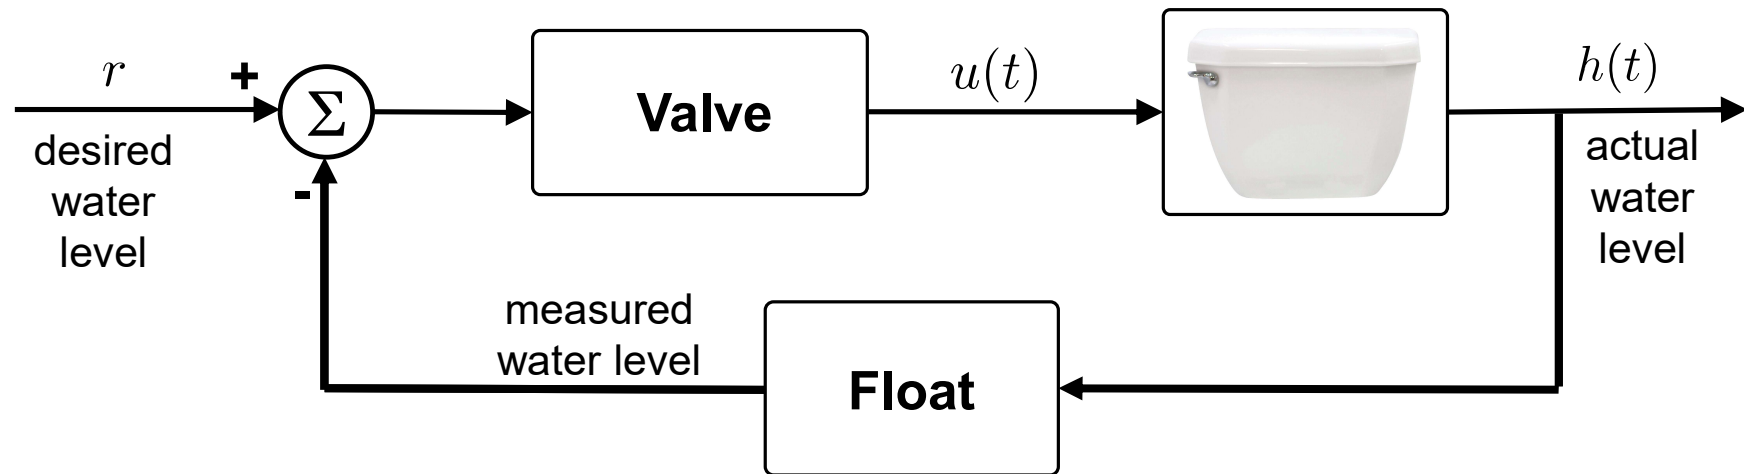 r
+
Σ
-
desired
water
level
Valve
u(t)
h(t)
actual
water
level
measured
water level
Float